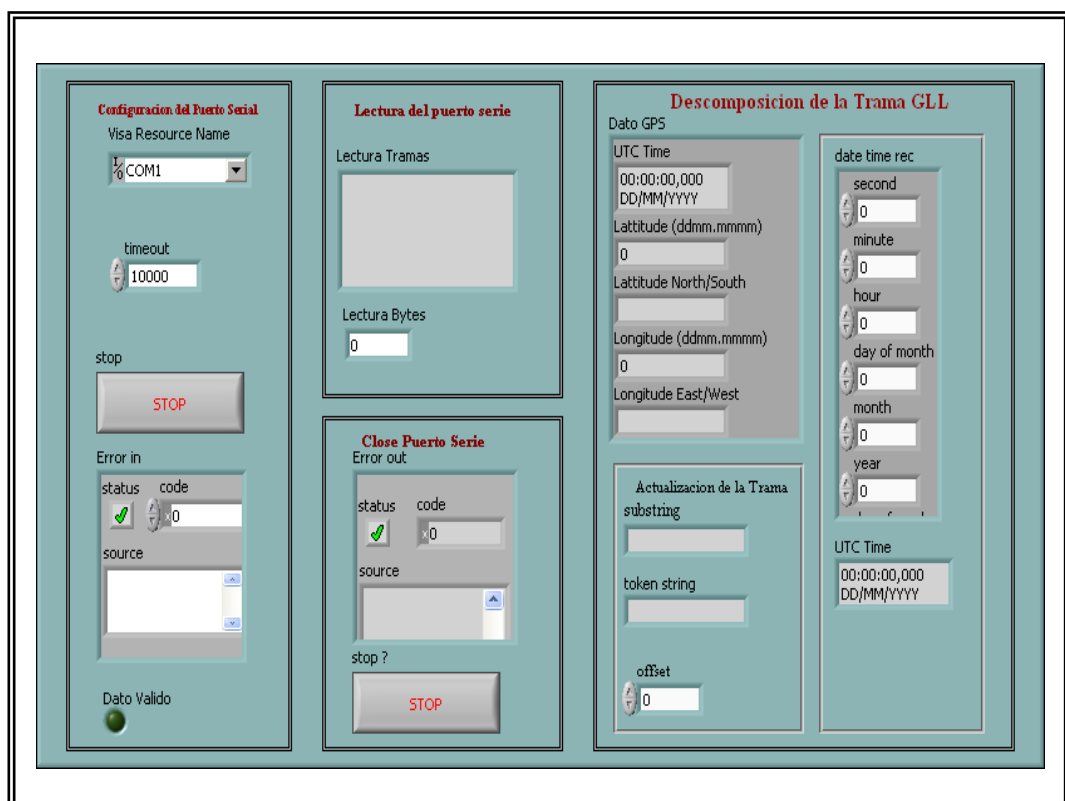 Configuracion del Puerto Serial
Visa Resource Name
I/O COM1
timeout
10000
stop
STOP
Error in
status code
x0
source
Dato Valido
Lectura del puerto serie
Lectura Tramas
Lectura Bytes
0
Close Puerto Serie
Error out
status code
x0
source
stop ?
STOP
Descomposicion de la Trama GLL
Dato GPS
UTC Time
00:00:00,000
DD/MM/YYYY
Lattitude (ddmm.mmmm)
0
Lattitude North/South
Longitude (ddmm.mmmm)
0
Longitude East/West
Actualizacion de la Trama
substring
token string
offset
0
date time rec
second
0
minute
0
hour
0
day of month
0
month
0
year
0
UTC Time
00:00:00,000
DD/MM/YYYY